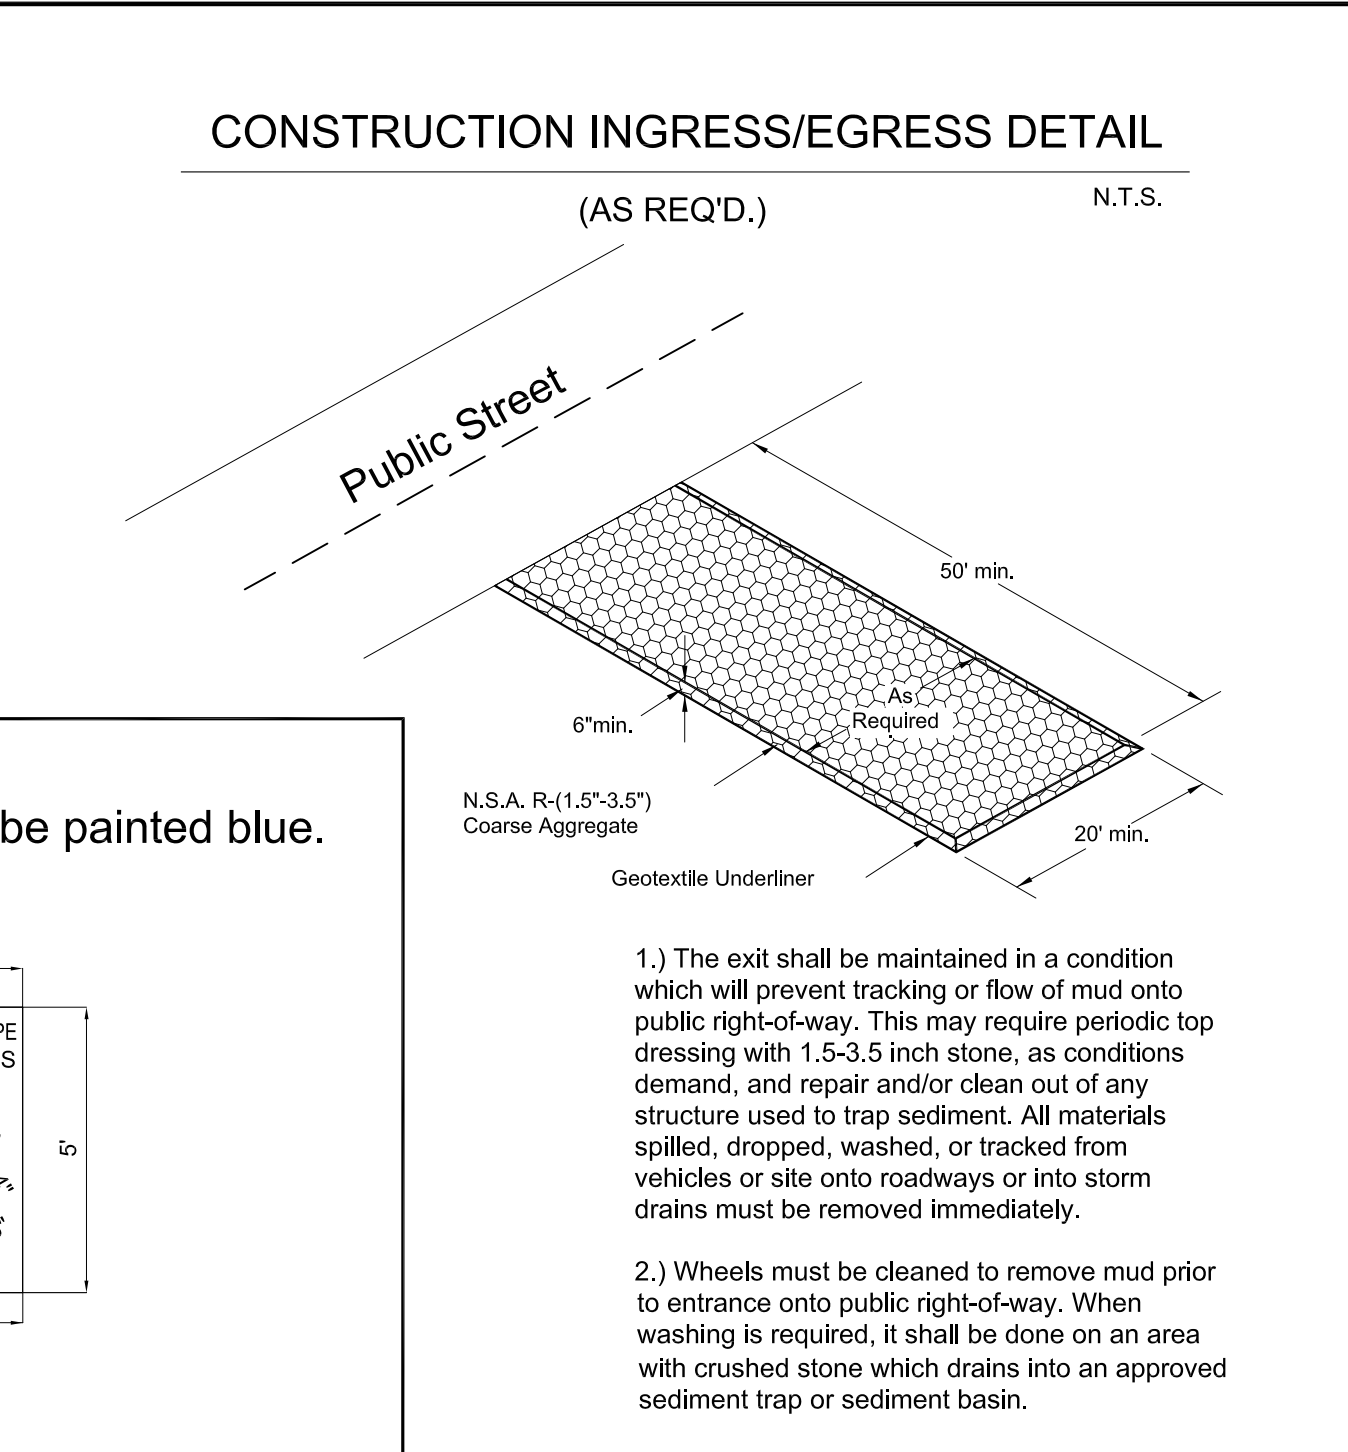 CONSTRUCTION INGRESS/EGRESS DETAIL
(AS REQ'D.)
N.T.S.
Public Street
50' min.
As
Required
6"min.
N.S.A. R-(1.5"-3.5")
Coarse Aggregate
20' min.
Geotextile Underliner
be painted blue.
5'
1.) The exit shall be maintained in a condition
which will prevent tracking or flow of mud onto
public right-of-way. This may require periodic top
dressing with 1.5-3.5 inch stone, as conditions
demand, and repair and/or clean out of any
structure used to trap sediment. All materials
spilled, dropped, washed, or tracked from
vehicles or site onto roadways or into storm
drains must be removed immediately.
2.) Wheels must be cleaned to remove mud prior
to entrance onto public right-of-way. When
washing is required, it shall be done on an area
with crushed stone which drains into an approved
sediment trap or sediment basin.